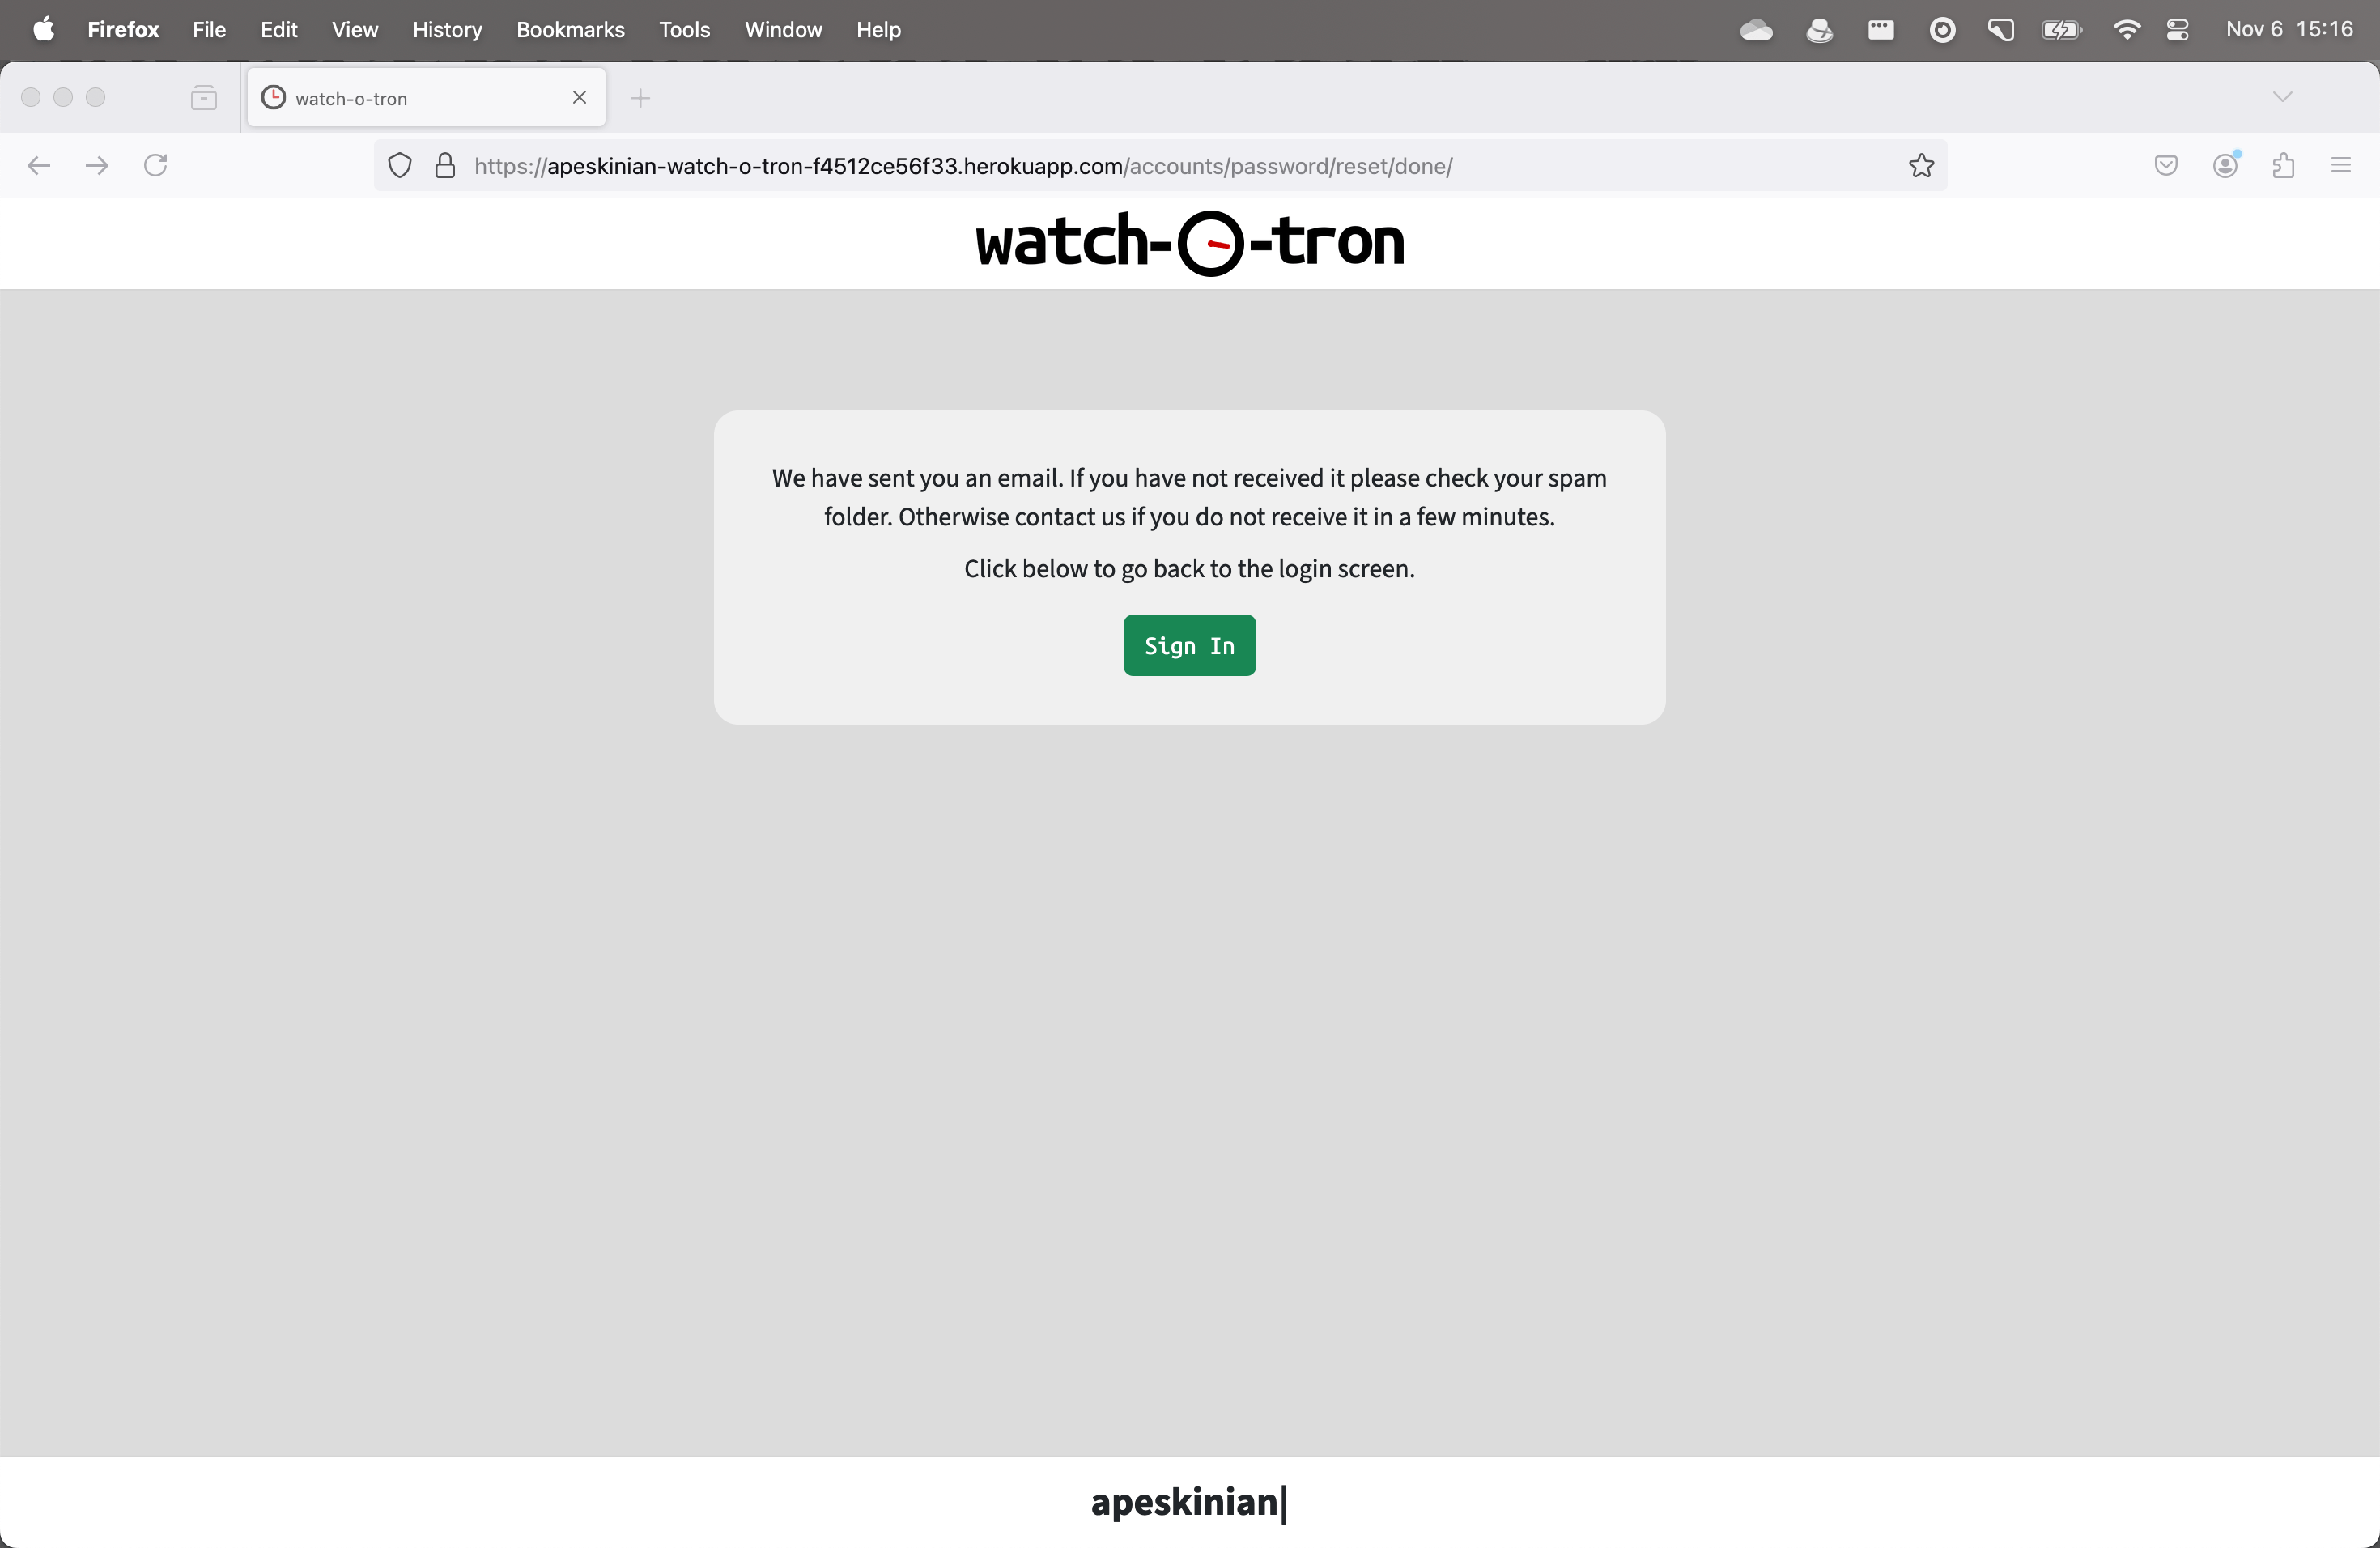 Firefox File Edit View History Bookmarks Tools Window Help Nov 6 15:16
watch-o-tron
https://apeskinian-watch-o-tron-f4512ce56f33.herokuapp.com/accounts/password/reset/done/
watch-o-tron
We have sent you an email. If you have not received it please check your spam
folder. Otherwise contact us if you do not receive it in a few minutes.
Click below to go back to the login screen.
Sign In
apeskinian|